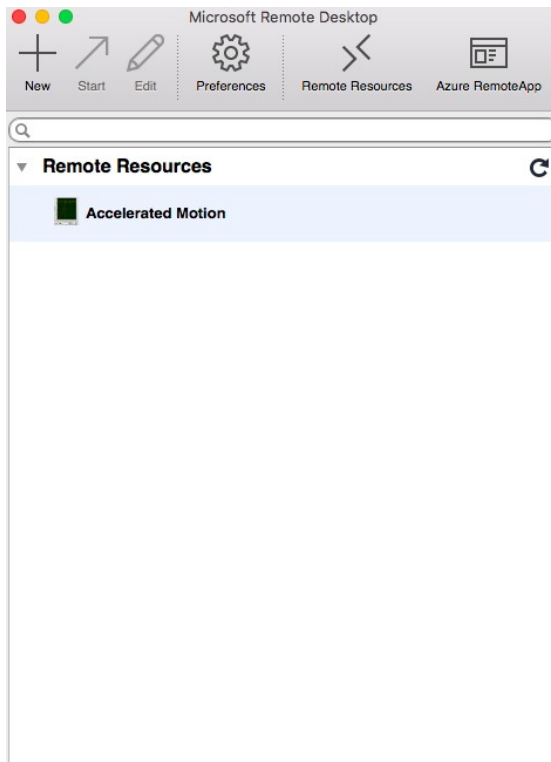 Microsoft Remote Desktop
New Start Edit Preferences Remote Resources Azure RemoteApp
Remote Resources
Accelerated Motion